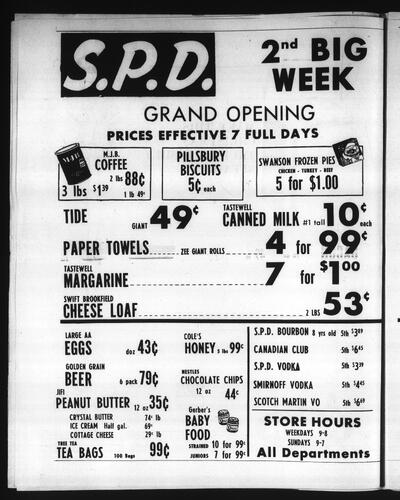 S.P.D.
2nd BIG
WEEK
GRAND OPENING
PRICES EFFECTIVE 7 FULL DAYS
M.J.B.
COFFEE
2 lbs 88¢
3 lbs $1.39
1 lb 49¢
PILLSBURY
BISCUITS
5¢ each
SWANSON FROZEN PIES
CHICKEN - TURKEY - BEEF
5 for $1.00
TIDE GIANT 49¢
TASTEWELL
CANNED MILK #1 tall 10¢ each
PAPER TOWELS ZEE GIANT ROLLS 4 for 99¢
TASTEWELL
MARGARINE 7 for $1.00
SWIFT BROOKFIELD
CHEESE LOAF 2 LBS 53¢
LARGE AA
EGGS doz 43¢
GOLDEN GRAIN
BEER 6 pack 79¢
JIFI
PEANUT BUTTER 12 oz 35¢
CRYSTAL BUTTER 74¢ lb
ICE CREAM Half gal. 69¢
COTTAGE CHEESE 29¢ lb
TREE TEA
TEA BAGS 100 Bags 99¢
COLE'S
HONEY 5 lbs 99¢
NESTLES
CHOCOLATE CHIPS
12 oz 44¢
Gerber's
BABY
FOOD
STRAINED 10 for 99¢
JUNIORS 7 for 99¢
S.P.D. BOURBON 8 yrs old 5th
CANADIAN CLUB 5th $6.45
S.P.D. VODKA 5th
SMIRNOFF VODKA 5th $4.45
SCOTCH MARTIN VO 5th
STORE HOURS
WEEKDAYS 9-8
SUNDAYS 9-7
All Departments